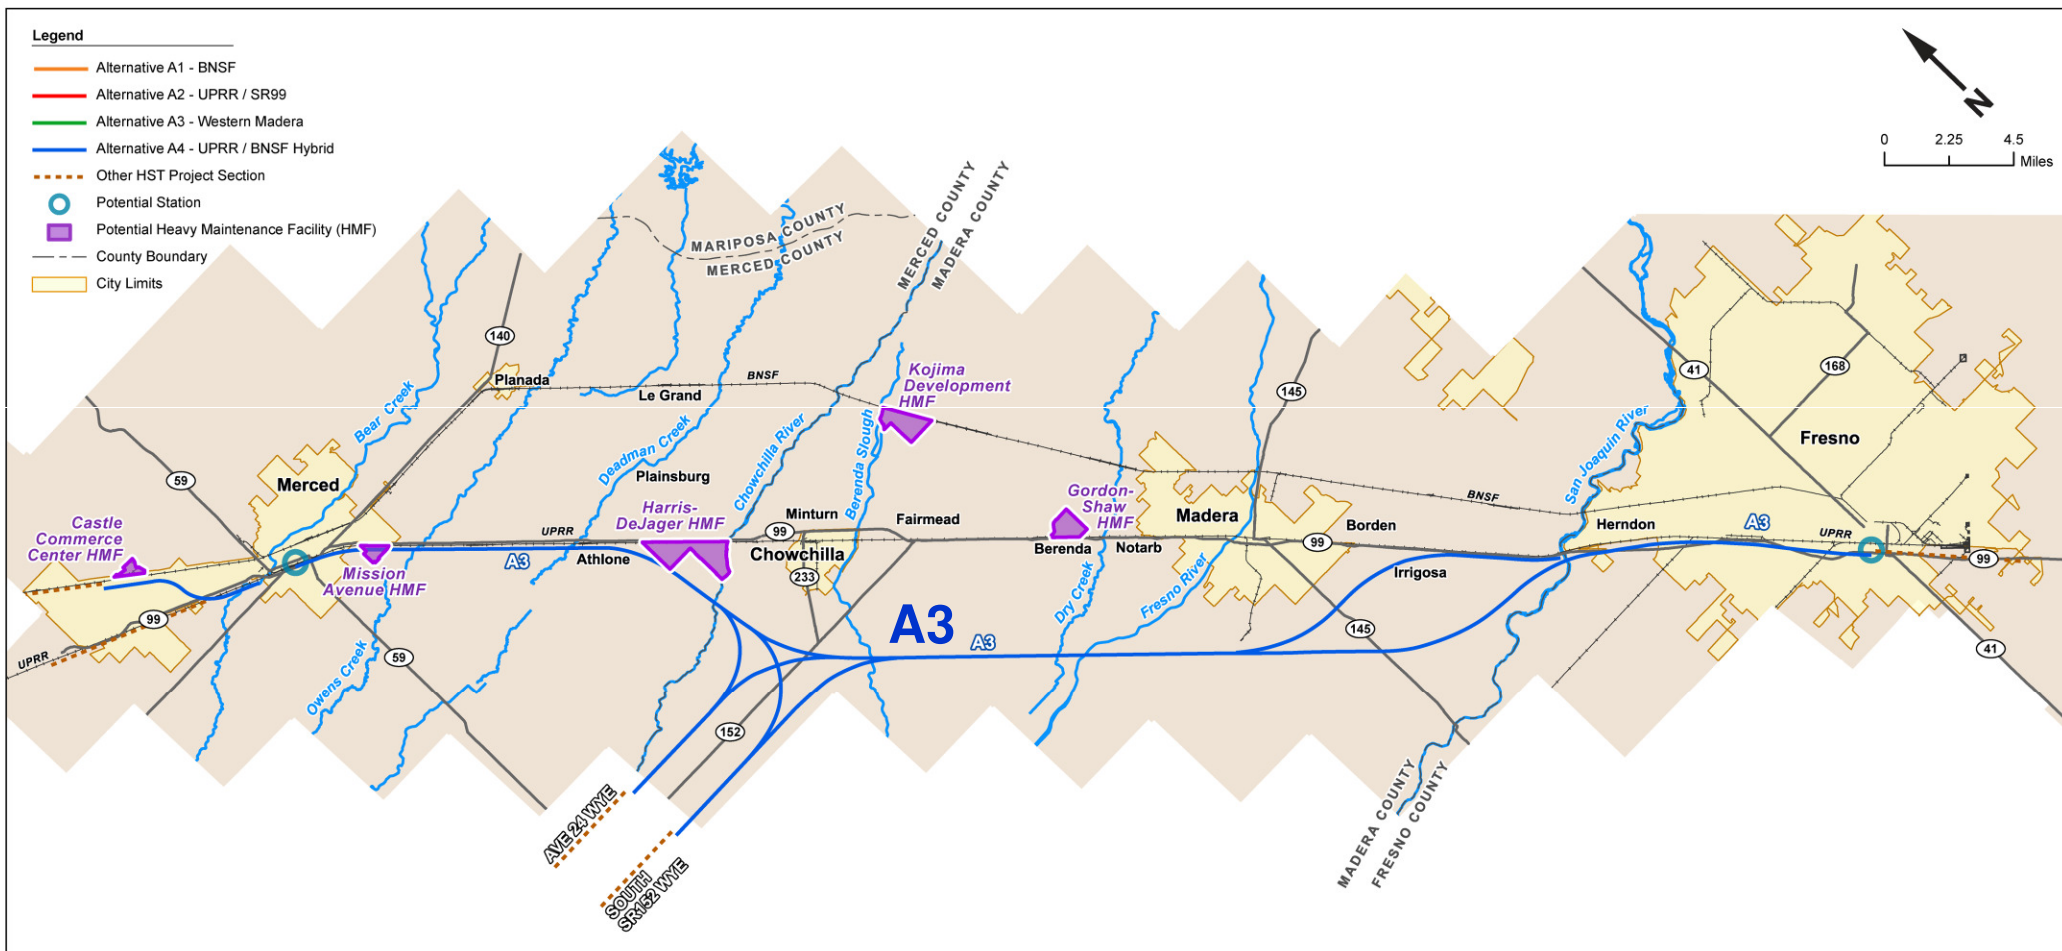 Legend
Alternative A1 - BNSF
Alternative A2 - UPRR / SR99
Alternative A3 - Western Madera
Alternative A4 - UPRR / BNSF Hybrid
Other HST Project Section
Potential Station
Potential Heavy Maintenance Facility (HMF)
County Boundary
City Limits
N
0 2.25 4.5
Miles
MARIPOSA COUNTY
MERCED COUNTY
MERCED COUNTY
MADERA COUNTY
140
Planada
BNSF
Le Grand
Kojima
Development
HMF
145
41
168
Bear Creek
Deadman Creek
Chowchilla River
Berenda Slough
San Joaquin River
Fresno
59
Merced
Plainsburg
Castle
Commerce
Center HMF
Harris-
DeJager HMF
Gordon-
Shaw
HMF
Madera
BNSF
UPRR
Minturn
99
Fairmead
Chowchilla
233
Berenda
Notarb
99
Borden
Herndon
A3
UPRR
99
A3
Athlone
Mission
Avenue HMF
Irrigosa
Dry Creek
Fresno River
99
UPRR
Owens Creek
59
A3
A3
145
41
152
AVE 24 WYE
SOUTH
SR152 WYE
MADERA COUNTY
FRESNO COUNTY